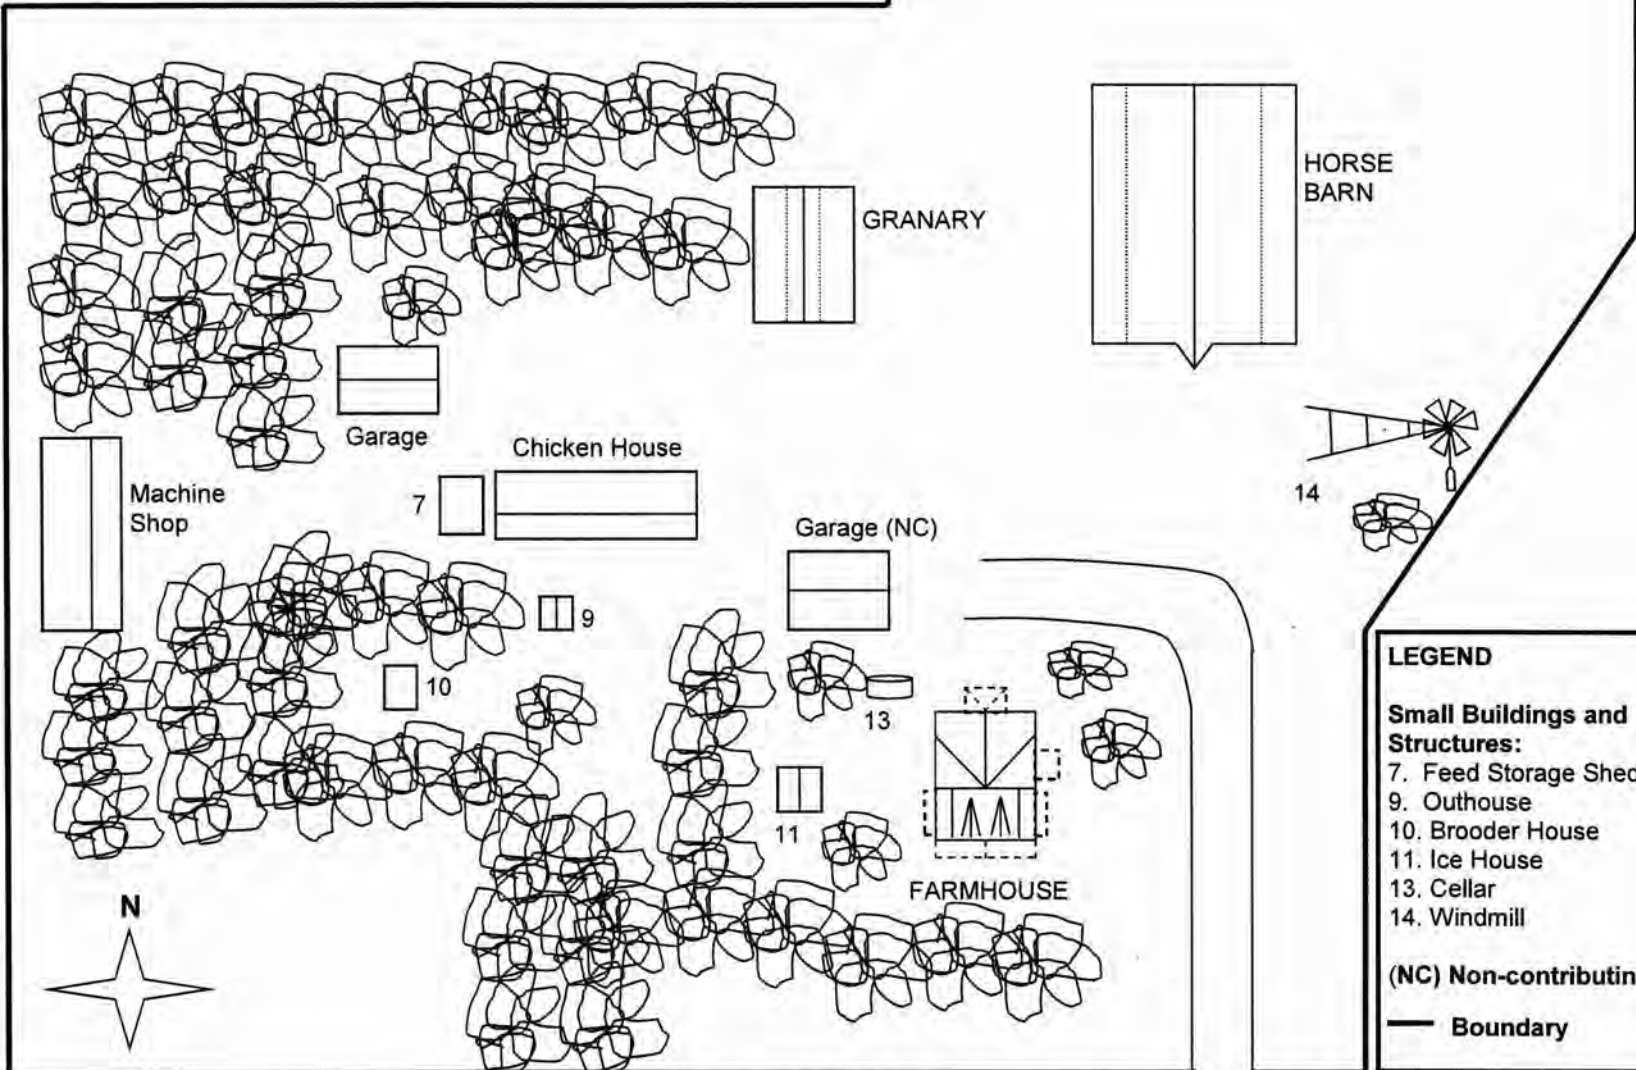 HORSE
BARN
GRANARY
Garage
Chicken House
7
Machine
Shop
14
Garage (NC)
9
10
13
11
FARMHOUSE
N
LEGEND
Small Buildings and
Structures:
7. Feed Storage Shed
9. Outhouse
10. Brooder House
11. Ice House
13. Cellar
14. Windmill
(NC) Non-contributin
Boundary